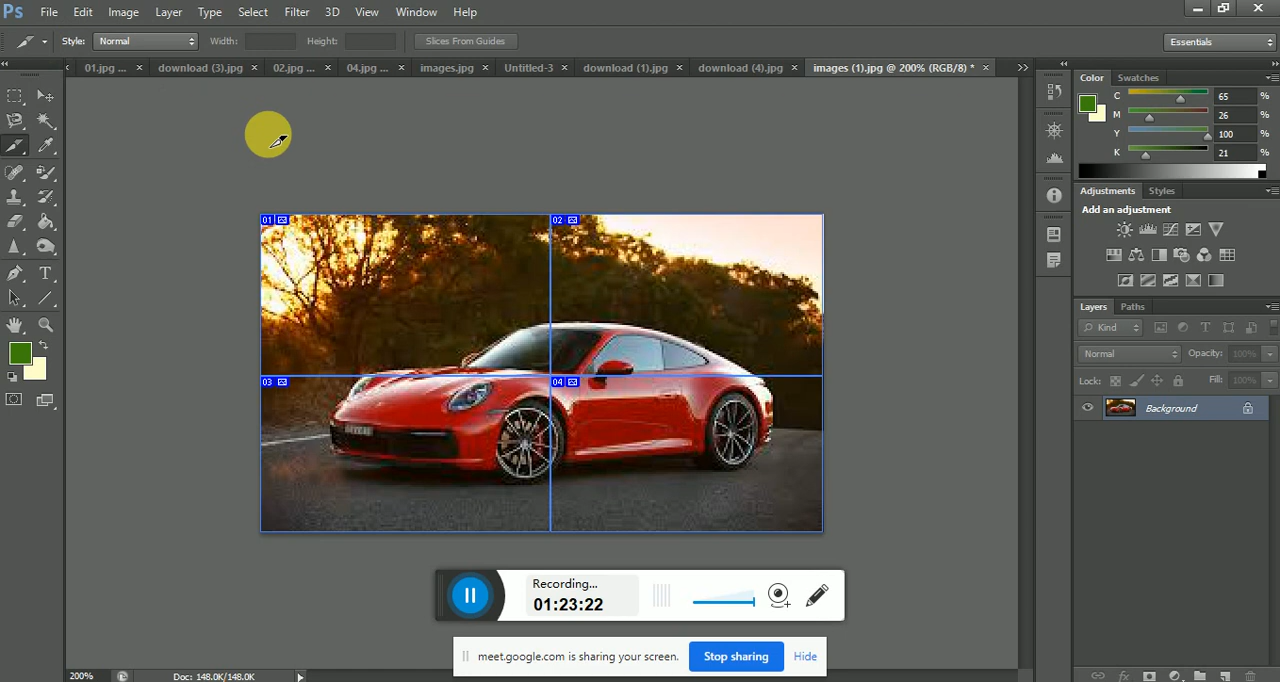 Ps File Edit Image Layer Type Select Filter 3D View Window Help
Style: Normal Width: Height: Slices From Guides Essentials
01.jpg ... × download (3).jpg × 02.jpg ... × 04.jpg ... × images.jpg × Untitled-3 × download (1).jpg × download (4).jpg × images (1).jpg @ 200% (RGB/8) * × >>
Color Swatches
C 65 %
M 26 %
Y 100 %
K 21 %
Adjustments Styles
Add an adjustment
01 02
03 04
Layers Paths
Kind
Normal Opacity: 100%
Lock: Fill: 100%
Background
Recording...
01:23:22
meet.google.com is sharing your screen. Stop sharing Hide
200% Doc: 148.0K/148.0K